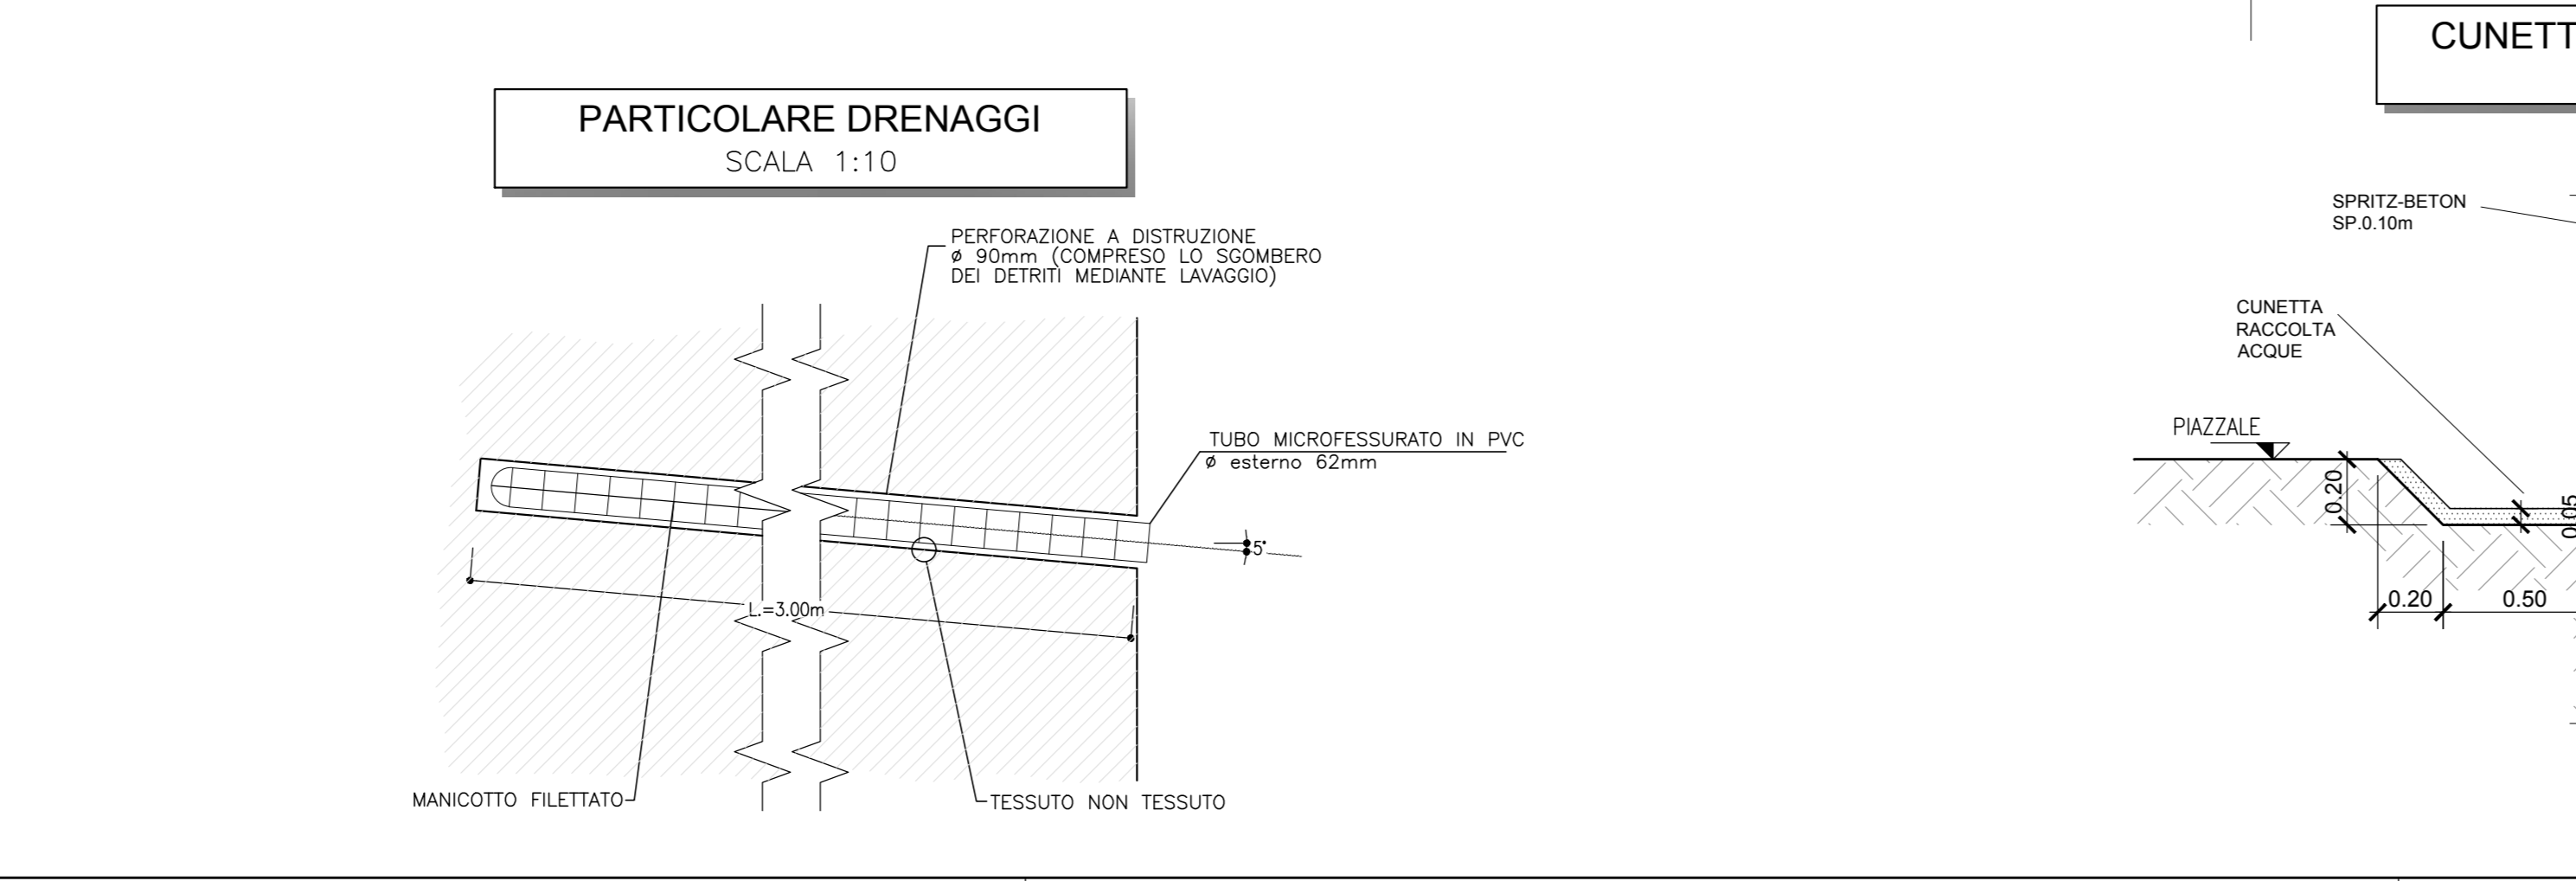 PARTICOLARE DRENAGGI
SCALA 1:10
PERFORAZIONE A DISTRUZIONE
ø 90mm (COMPRESO LO SGOMBERO
DEI DETRITI MEDIANTE LAVAGGIO)
TUBO MICROFESSURATO IN PVC
ø esterno 62mm
5°
L.=3.00m
MANICOTTO FILETTATO
TESSUTO NON TESSUTO
SPRITZ-BETON
SP.0.10m
CUNETTA
RACCOLTA
ACQUE
PIAZZALE
0.20
0.05
0.20
0.50